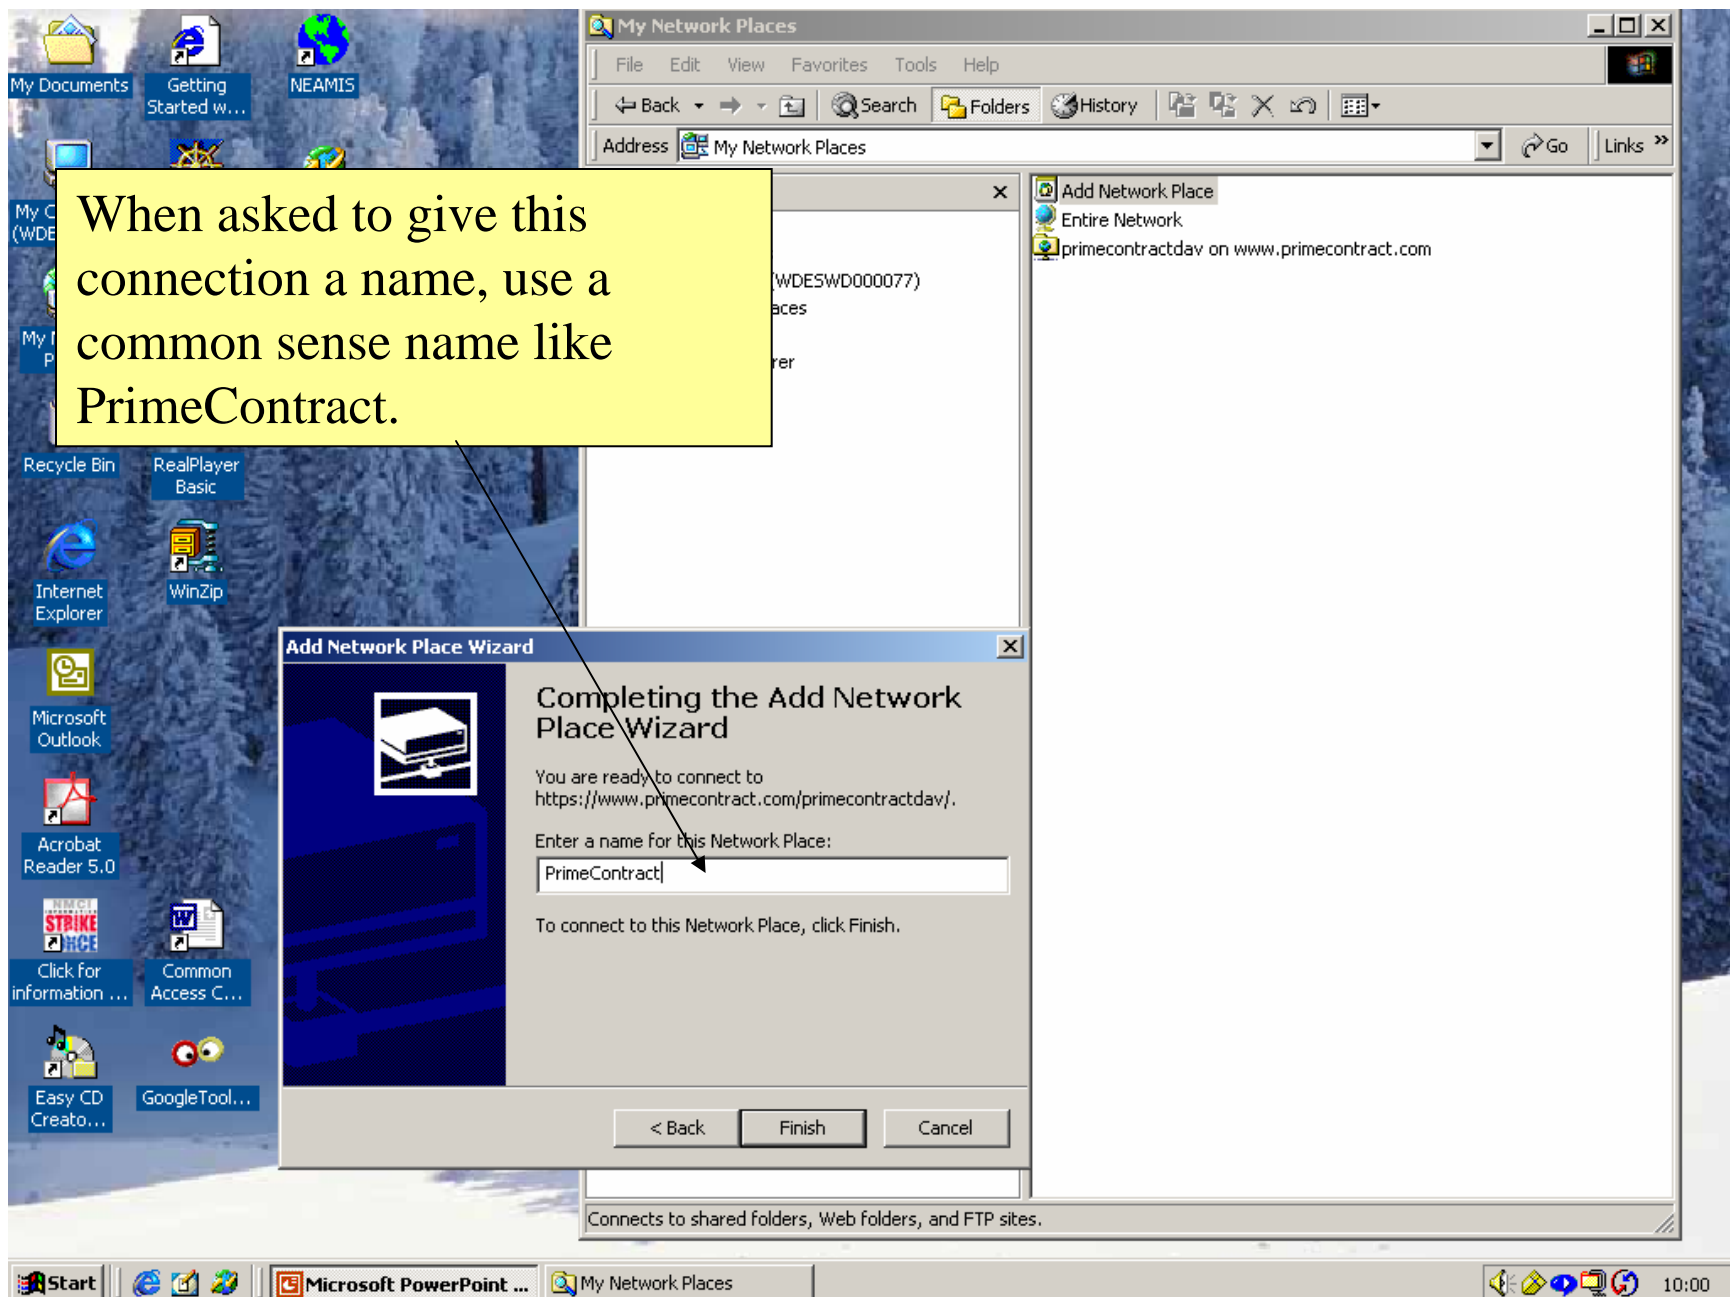 My Documents
Getting
Started w...
NEAMIS
My Network Places
File Edit View Favorites Tools Help
Back Search Folders History
Address My Network Places Go Links »
When asked to give this
connection a name, use a
common sense name like
PrimeContract.
Add Network Place
Entire Network
primecontractdav on www.primecontract.com
(WDESWD000077)
Recycle Bin
RealPlayer
Basic
Internet
Explorer
WinZip
Microsoft
Outlook
Acrobat
Reader 5.0
NMCI
STRIKE
Click for
information ...
Common
Access C...
Easy CD
Creato...
GoogleTool...
Add Network Place Wizard
Completing the Add Network
Place Wizard
You are ready to connect to
https://www.primecontract.com/primecontractdav/.
Enter a name for this Network Place:
PrimeContract
To connect to this Network Place, click Finish.
< Back Finish Cancel
Connects to shared folders, Web folders, and FTP sites.
Start Microsoft PowerPoint ... My Network Places 10:00